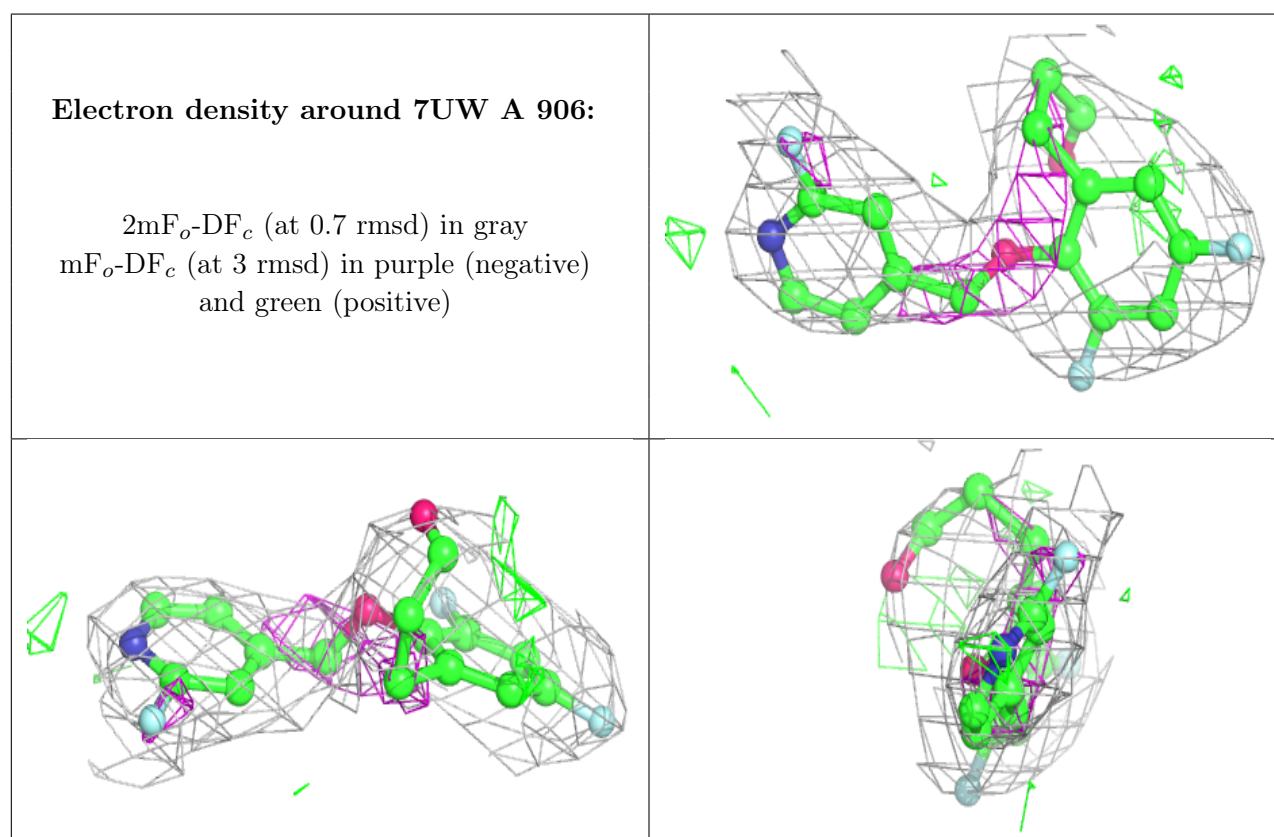 Electron density around 7UW A 906:
2mFo-DFc (at 0.7 rmsd) in gray
mFo-DFc (at 3 rmsd) in purple (negative)
and green (positive)